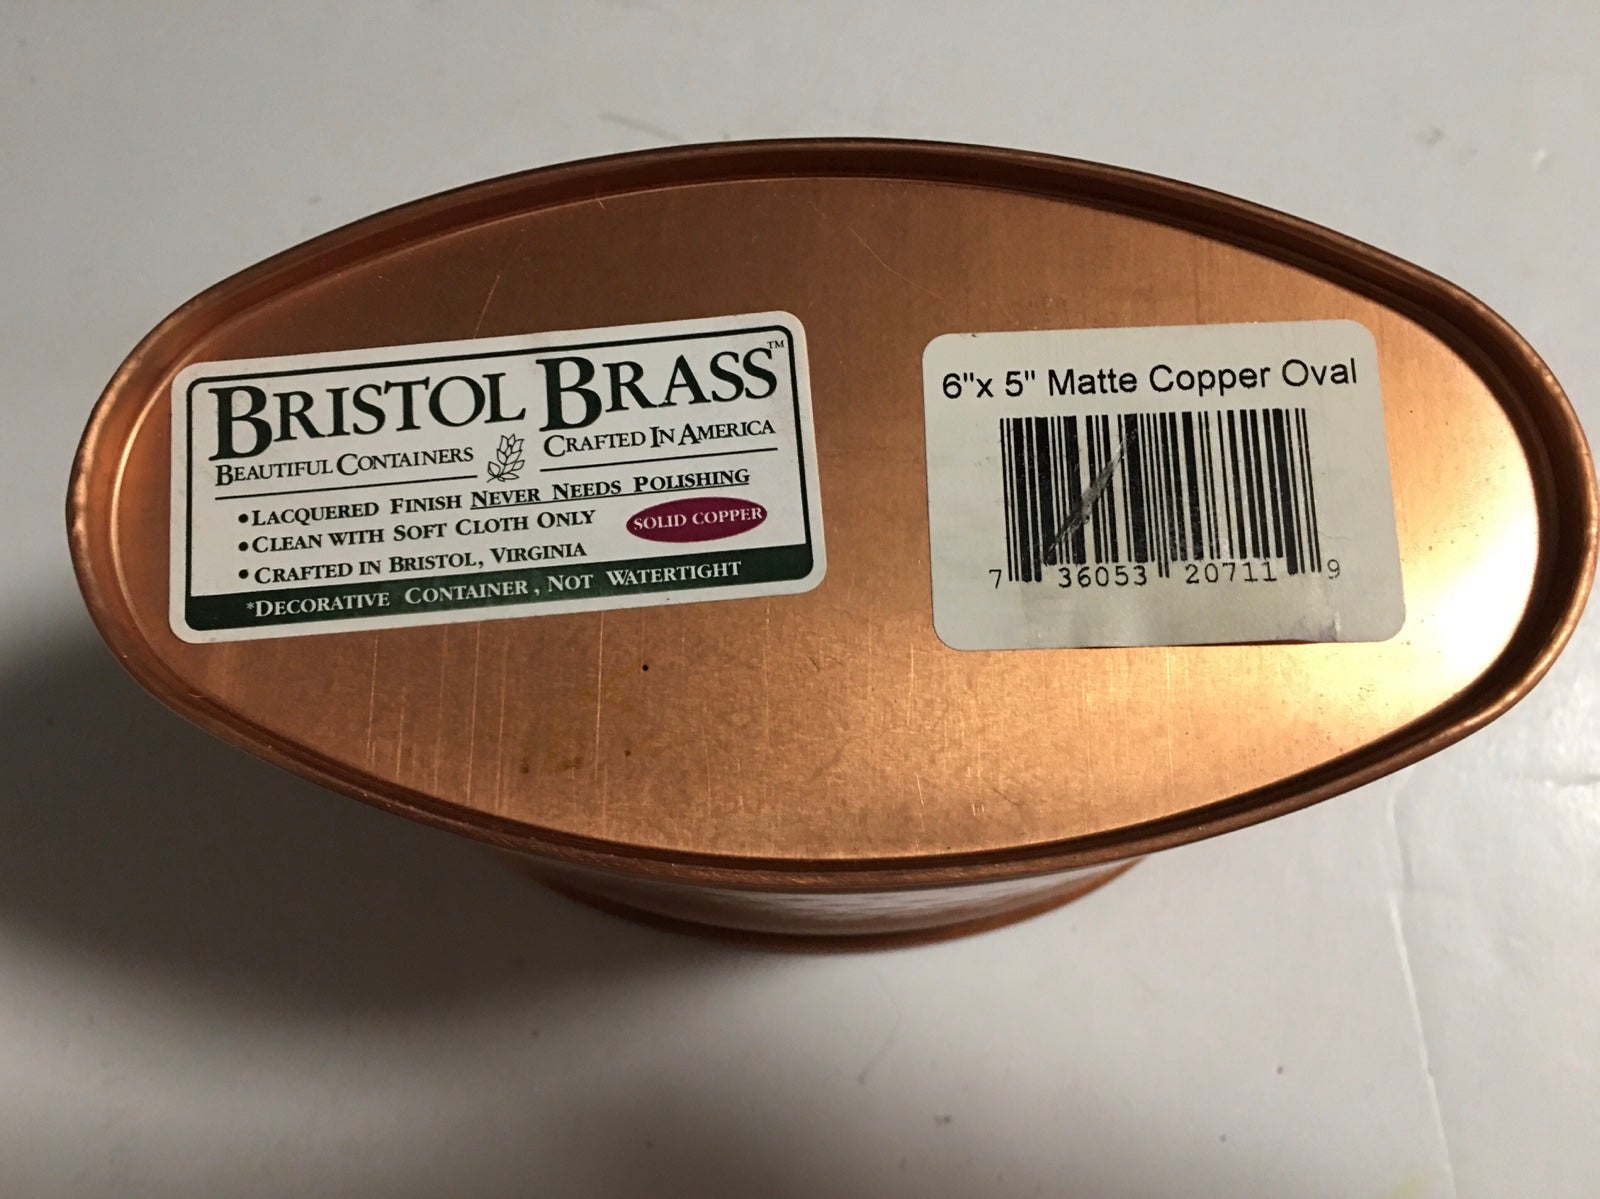 BRISTOL BRASS™
BEAUTIFUL CONTAINERS CRAFTED IN AMERICA
•LACQUERED FINISH NEVER NEEDS POLISHING
•CLEAN WITH SOFT CLOTH ONLY
SOLID COPPER
•CRAFTED IN BRISTOL, VIRGINIA
*DECORATIVE CONTAINER, NOT WATERTIGHT
6"x 5" Matte Copper Oval
7 36053 20711 9